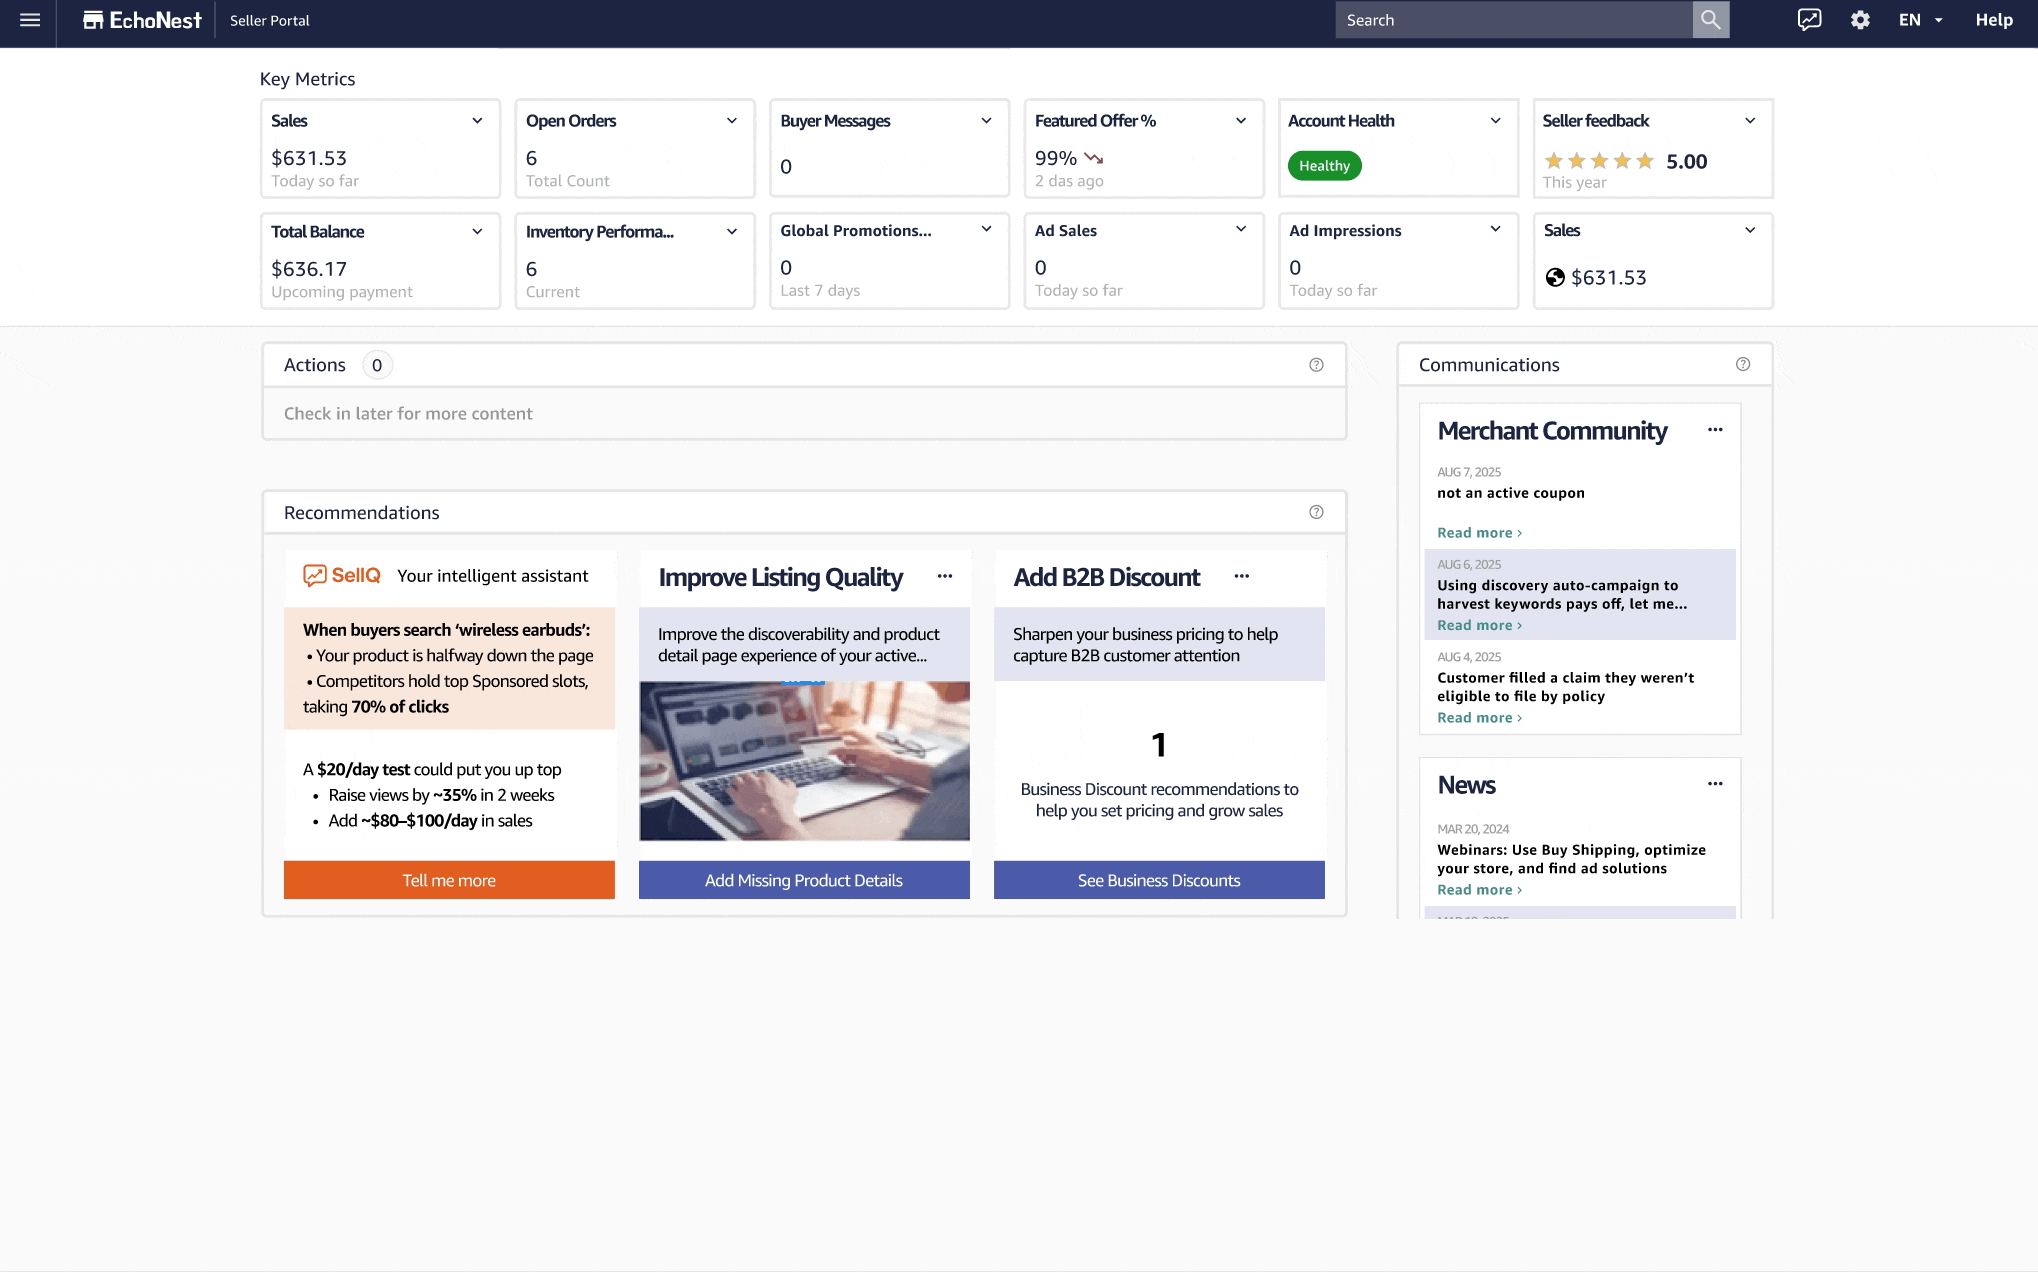 EchoNest
Seller Portal
Search
EN
Help
Key Metrics
Sales
$631.53
Today so far
Open Orders
6
Total Count
Buyer Messages
0
Featured Offer %
99%
2 das ago
Account Health
Healthy
Seller feedback
5.00
This year
Total Balance
$636.17
Upcoming payment
Inventory Performa...
6
Current
Global Promotions...
0
Last 7 days
Ad Sales
0
Today so far
Ad Impressions
0
Today so far
Sales
$631.53
Actions 0
Check in later for more content
Recommendations
SellQ Your intelligent assistant
When buyers search ‘wireless earbuds’:
• Your product is halfway down the page
• Competitors hold top Sponsored slots,
taking 70% of clicks
A $20/day test could put you up top
• Raise views by ~35% in 2 weeks
• Add ~$80–$100/day in sales
Tell me more
Improve Listing Quality
Improve the discoverability and product
detail page experience of your active...
Add Missing Product Details
Add B2B Discount
Sharpen your business pricing to help
capture B2B customer attention
1
Business Discount recommendations to
help you set pricing and grow sales
See Business Discounts
Communications
Merchant Community
AUG 7, 2025
not an active coupon
Read more ›
AUG 6, 2025
Using discovery auto-campaign to
harvest keywords pays off, let me...
Read more ›
AUG 4, 2025
Customer filled a claim they weren’t
eligible to file by policy
Read more ›
News
MAR 20, 2024
Webinars: Use Buy Shipping, optimize
your store, and find ad solutions
Read more ›